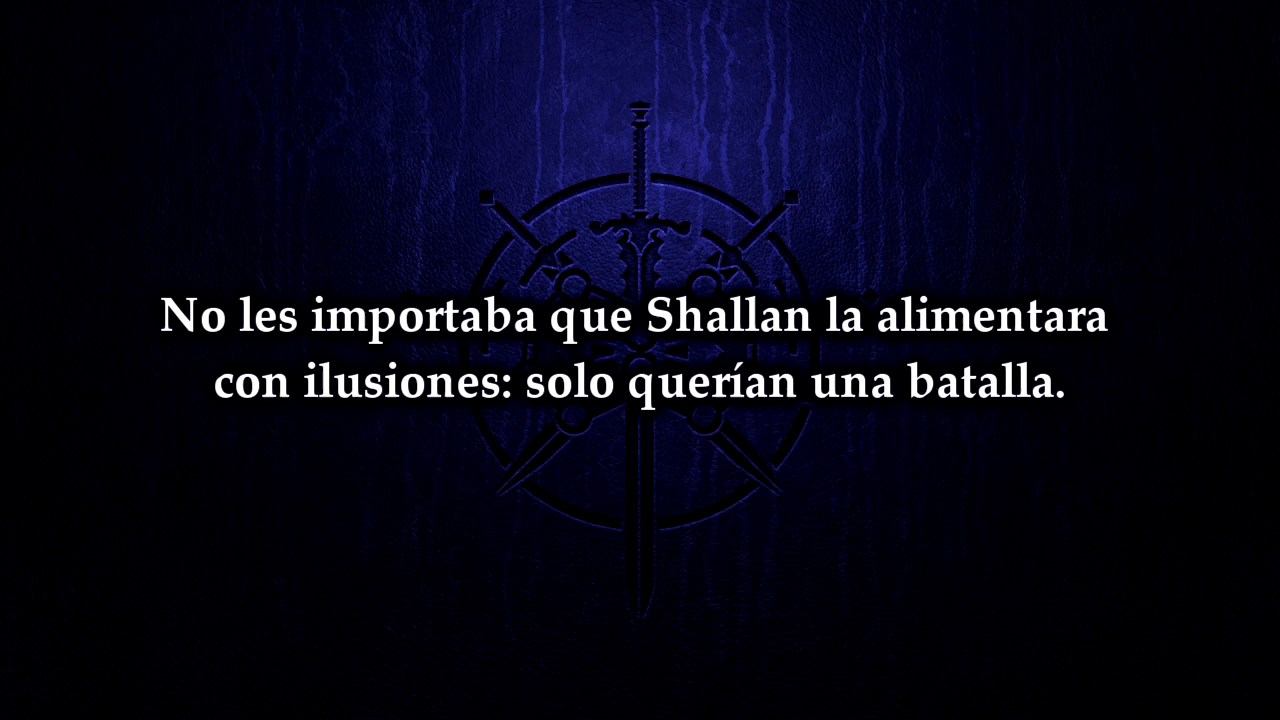 No les importaba que Shallan la alimentara
con ilusiones: solo querían una batalla.